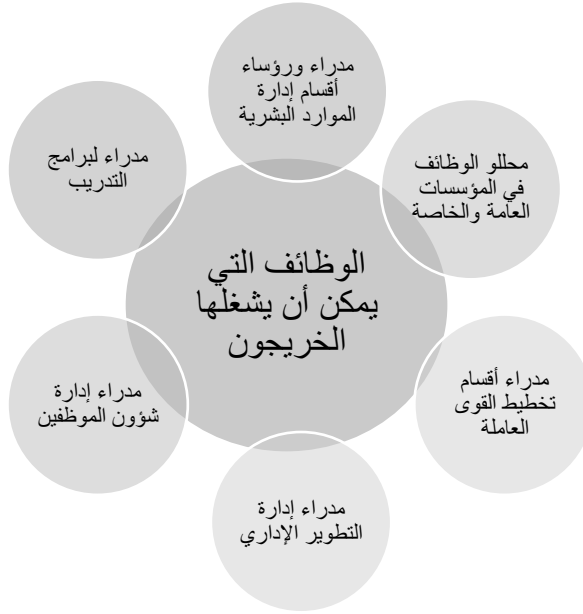 الوظائف التي
يمكن أن يشغلها
الخريجون
مدراء ورؤساء
أقسام إدارة
الموارد البشرية
محللو الوظائف
في المؤسسات
العامة والخاصة
مدراء أقسام
تخطيط القوى
العاملة
مدراء إدارة
التطوير الإداري
مدراء إدارة
شؤون الموظفين
مدراء لبرامج
التدريب